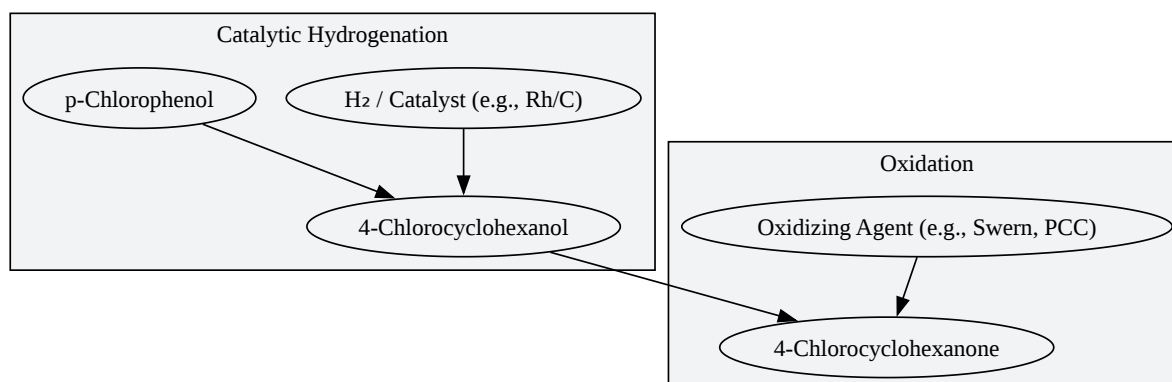 Catalytic Hydrogenation
p-Chlorophenol
H₂ / Catalyst (e.g., Rh/C)
4-Chlorocyclohexanol
Oxidation
Oxidizing Agent (e.g., Swern, PCC)
4-Chlorocyclohexanone